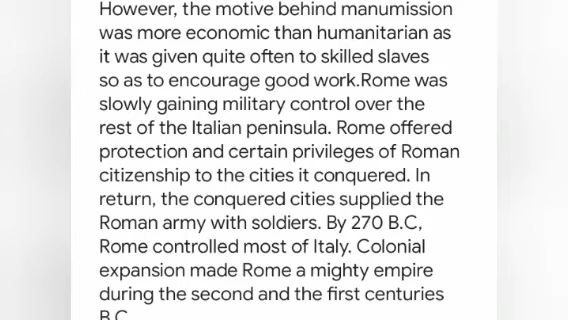 However, the motive behind manumission
was more economic than humanitarian as
it was given quite often to skilled slaves
so as to encourage good work.Rome was
slowly gaining military control over the
rest of the Italian peninsula. Rome offered
protection and certain privileges of Roman
citizenship to the cities it conquered. In
return, the conquered cities supplied the
Roman army with soldiers. By 270 B.C,
Rome controlled most of Italy. Colonial
expansion made Rome a mighty empire
during the second and the first centuries
B.C